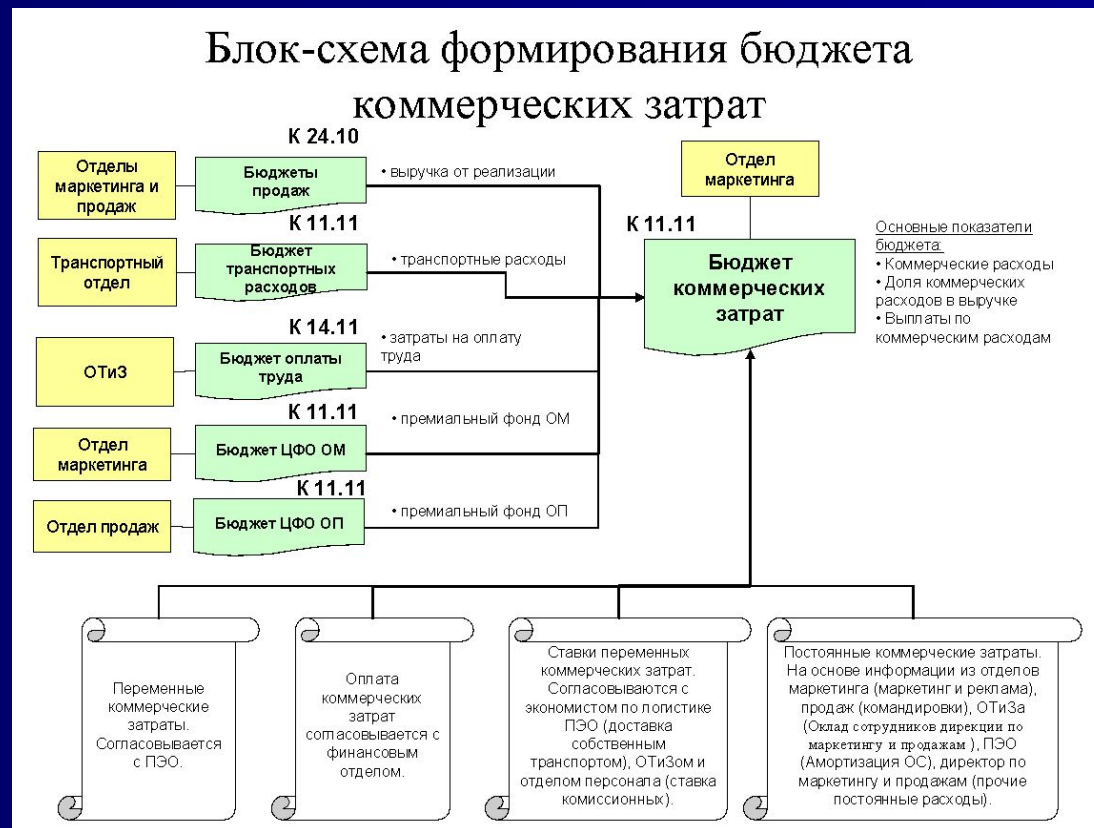 Блок-схема формирования бюджета
коммерческих затрат
К 24.10
Отделы
маркетинга и
продаж
Бюджеты
продаж
• выручка от реализации
К 11.11
Транспортный
отдел
Бюджет
транспортных
расходов
• транспортные расходы
К 14.11
ОТиЗ
Бюджет оплаты
труда
• затраты на оплату
труда
К 11.11
Отдел
маркетинга
Бюджет ЦФО ОМ
• премиальный фонд ОМ
К 11.11
Отдел продаж
Бюджет ЦФО ОП
• премиальный фонд ОП
Отдел
маркетинга
К 11.11
Бюджет
коммерческих
затрат
Основные показатели
бюджета:
• Коммерческие расходы
• Доля коммерческих
расходов в выручке
• Выплаты по
коммерческим расходам
Переменные
коммерческие
затраты.
Согласовывается
с ПЭО.
Оплата
коммерческих
затрат
согласовывается с
финансовым
отделом.
Ставки переменных
коммерческих затрат.
Согласовываются с
экономистом по логистике
ПЭО (доставка
собственным
транспортом), ОТиЗом и
отделом персонала (ставка
комиссионных).
Постоянные коммерческие затраты.
На основе информации из отделов
маркетинга (маркетинг и реклама),
продаж (командировки), ОТиЗа
(Оклад сотрудников дирекции по
маркетингу и продажам ), ПЭО
(Амортизация ОС), директор по
маркетингу и продажам (прочие
постоянные расходы).